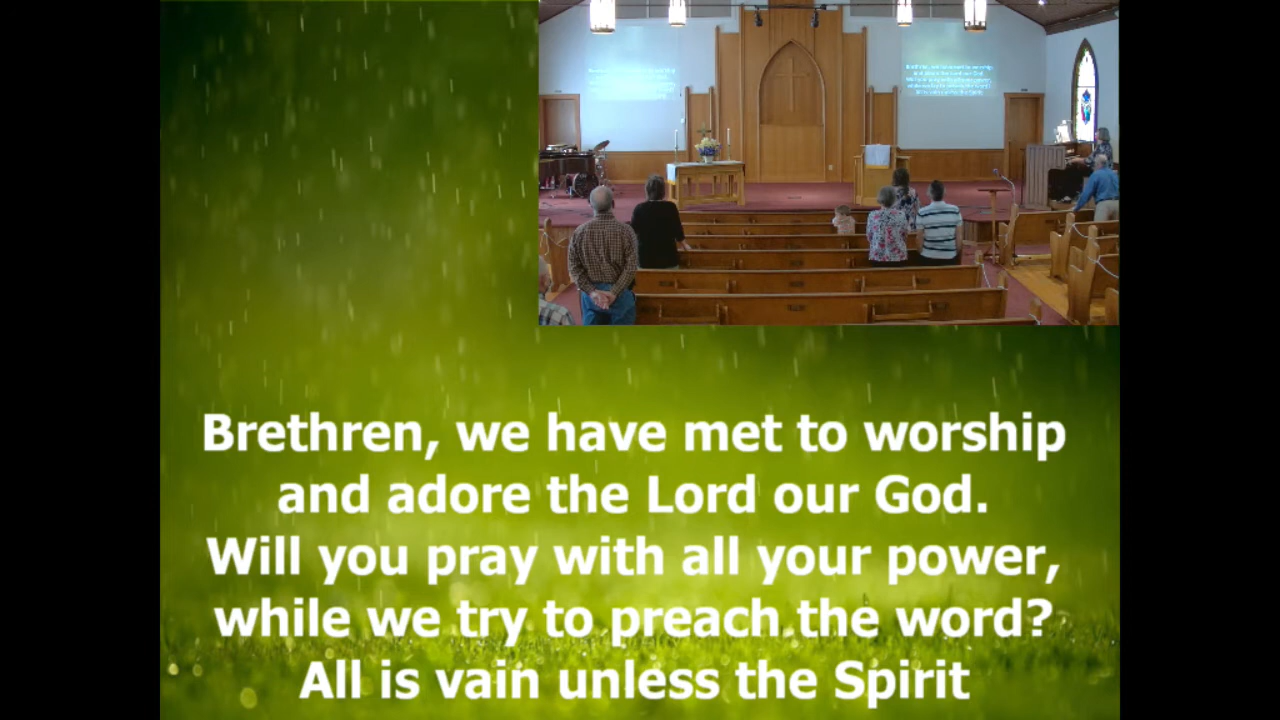 Brethren, we have met to worship
and adore the Lord our God.
Will you pray with all your power,
while we try to preach the word?
All is vain unless the Spirit